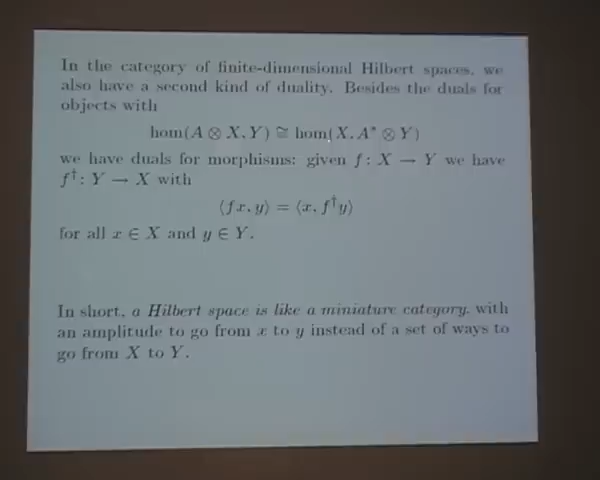 In the category of finite-dimensional Hilbert spaces, we
also have a second kind of duality. Besides the duals for
objects with
hom(A ⊗ X, Y) ≅ hom(X, A* ⊗ Y)
we have duals for morphisms: given f : X → Y we have
f† : Y → X with
⟨fx, y⟩ = ⟨x, f†y⟩
for all x ∈ X and y ∈ Y.
In short, a Hilbert space is like a miniature category, with
an amplitude to go from x to y instead of a set of ways to
go from X to Y.